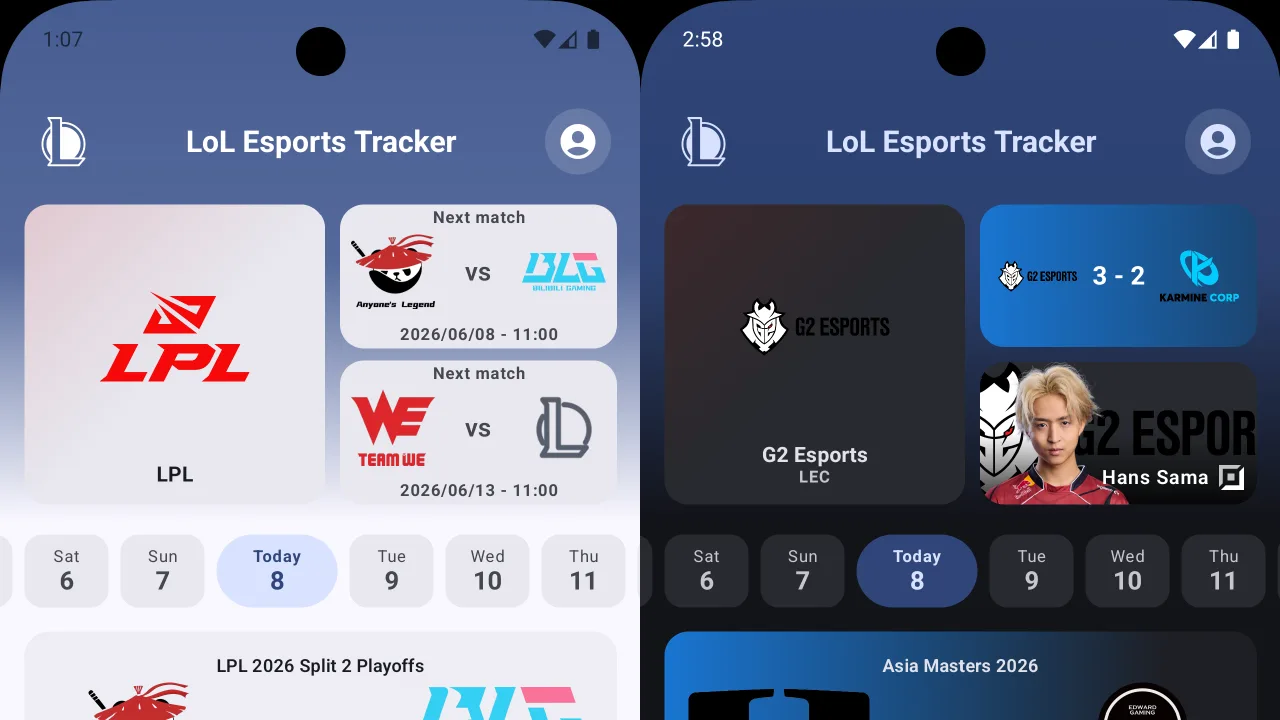 1:07
LoL Esports Tracker
LPL
LPL
Next match
Anyone's Legend
VS
BLG
BILIBILI GAMING
2026/06/08 - 11:00
Next match
WE
TEAM WE
VS
2026/06/13 - 11:00
Sat
6
Sun
7
Today
8
Tue
9
Wed
10
Thu
11
LPL 2026 Split 2 Playoffs
2:58
LoL Esports Tracker
G2 ESPORTS
G2 Esports
LEC
G2 ESPORTS
3 - 2
KARMINE CORP
G2 ESPOR
Hans Sama
Sat
6
Sun
7
Today
8
Tue
9
Wed
10
Thu
11
Asia Masters 2026
EDWARD
GAMING